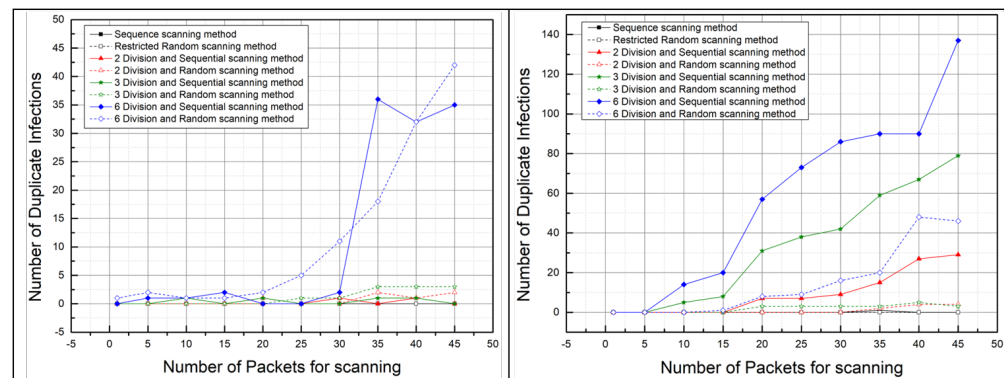 50
45
40
35
30
25
20
15
10
5
0
-5
Number of Duplicate Infections
Sequence scanning method
Restricted Random scanning method
2 Division and Sequential scanning method
2 Division and Random scanning method
3 Division and Sequential scanning method
3 Division and Random scanning method
6 Division and Sequential scanning method
6 Division and Random scanning method
-5 0 5 10 15 20 25 30 35 40 45 50
Number of Packets for scanning
140
120
100
80
60
40
20
0
Number of Duplicate Infections
Sequence scanning method
Restricted Random scanning method
2 Division and Sequential scanning method
2 Division and Random scanning method
3 Division and Sequential scanning method
3 Division and Random scanning method
6 Division and Sequential scanning method
6 Division and Random scanning method
-5 0 5 10 15 20 25 30 35 40 45 50
Number of Packets for scanning